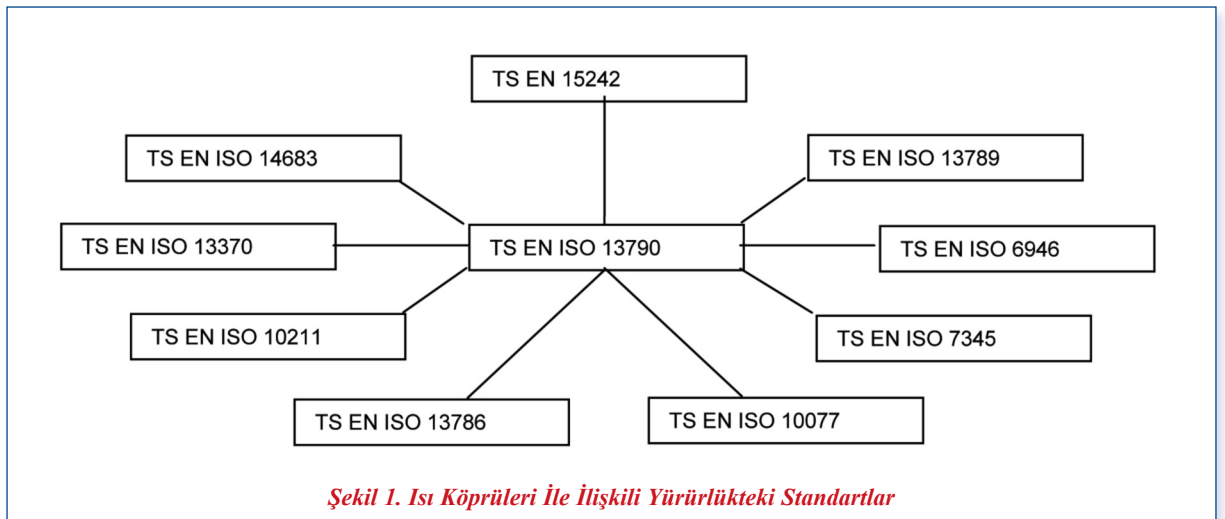 TS EN 15242
TS EN ISO 14683
TS EN ISO 13789
TS EN ISO 13370
TS EN ISO 13790
TS EN ISO 6946
TS EN ISO 10211
TS EN ISO 7345
TS EN ISO 13786
TS EN ISO 10077
Şekil 1. Isı Köprüleri İle İlişkili Yürürlükteki Standartlar